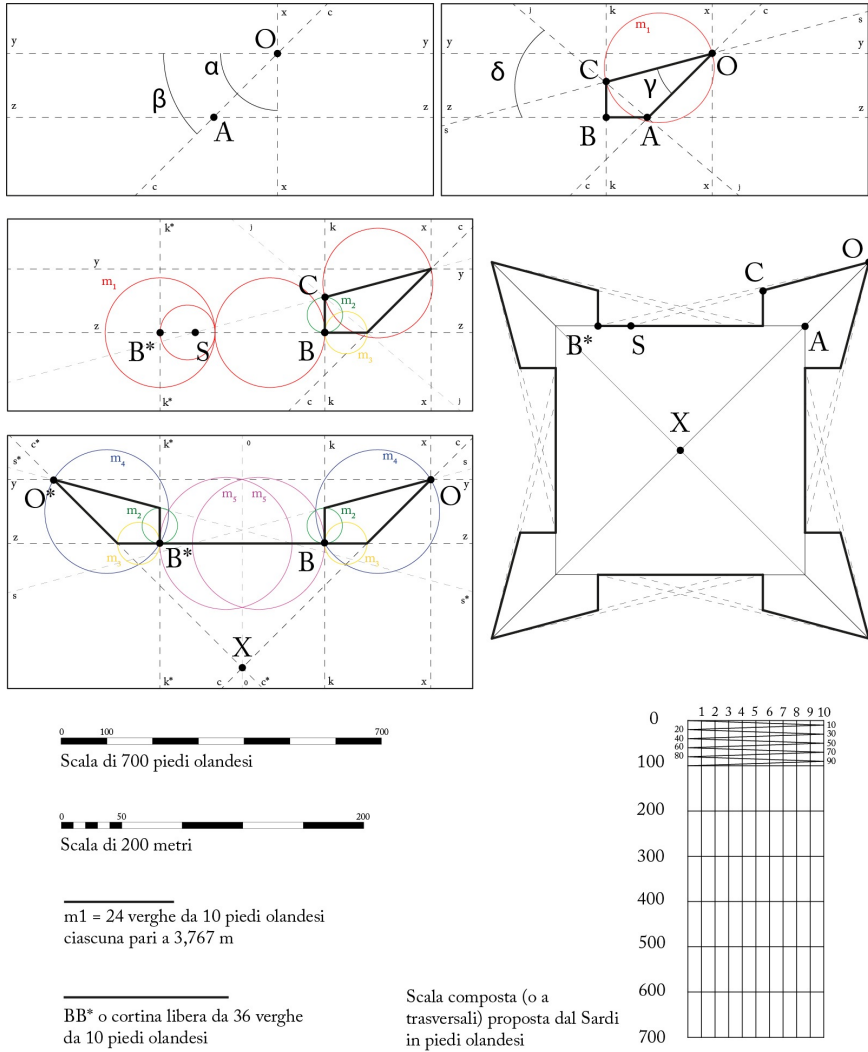 x
k
x
c
j
c
y
O
y
α
β
z
A
z
c
x
m1
s
y
C
O
y
δ
γ
z
B
A
z
s
c
k
x
j
k*
j
k
x
c
y
y
m1
C
m2
z
B*
S
B
z
m3
k*
c
k
x
j
O
C
B*
S
A
X
c*
k*
o
k
x
c
s*
m4
m4
s
y
O*
m5
m5
O
y
m2
m2
z
B*
B
z
m3
m3
s
X
s*
k*
c
o
c*
k
x
0 100 700
Scala di 700 piedi olandesi
0 50 200
Scala di 200 metri
m1 = 24 verghe da 10 piedi olandesi
ciascuna pari a 3,767 m
BB* o cortina libera da 36 verghe
da 10 piedi olandesi
Scala composta (o a
trasversali) proposta dal Sardi
in piedi olandesi
1 2 3 4 5 6 7 8 9 10
0
10
20
30
40
50
60
70
80
90
100
200
300
400
500
600
700